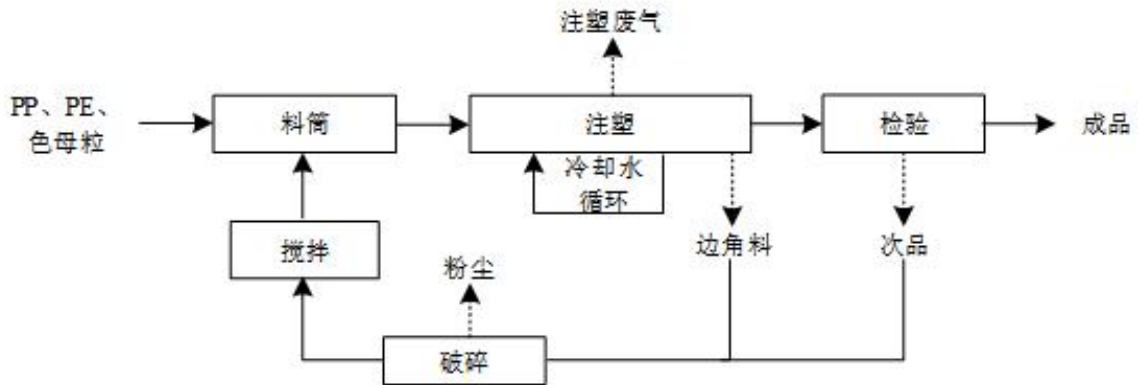 注塑废气
PP、PE、
色母粒
料筒
注塑
检验
成品
冷却水
循环
搅拌
边角料
次品
粉尘
破碎